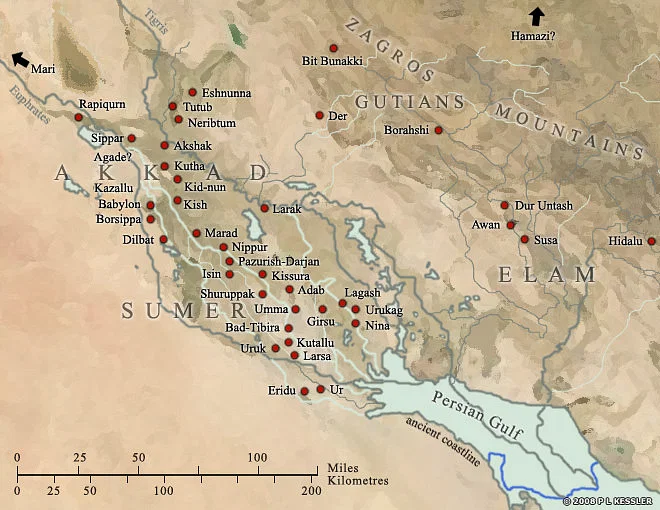 Tigris
ZAGROS
MOUNTAINS
Hamazi?
Mari
Bit Bunakki
Euphrates
Eshnunna
Rapiqurn
Tutub
GUTIANS
Neribtum
Der
Borahshi
Sippar
Akshak
Agade?
Kutha
AKKAD
Kid-nun
Kazallu
Babylon
Kish
Larak
Dur Untash
Borsippa
Awan
Dilbat
Marad
Susa
Hidalu
Nippur
Pazurish-Darjan
Isin
Kissura
ELAM
Shuruppak
Adab
Lagash
SUMER
Umma
Girsu
Urukag
Bad-Tibira
Nina
Uruk
Kutallu
Larsa
Eridu
Ur
Persian Gulf
ancient coastline
0 50 100
Miles
Kilometres
0 25 50 100 200
© 2008 P L KESSLER